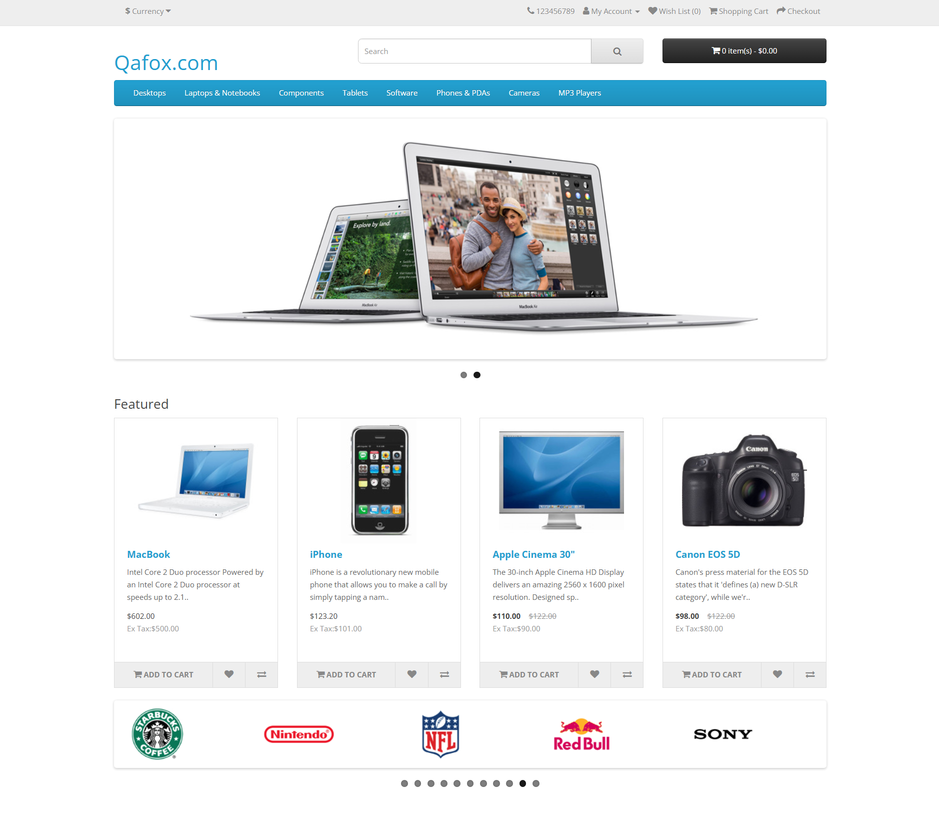 $ Currency
123456789 My Account Wish List (0) Shopping Cart Checkout
Qafox.com
Search
0 item(s) - $0.00
Desktops Laptops & Notebooks Components Tablets Software Phones & PDAs Cameras MP3 Players
Explore by land.
MacBook Air
MacBook Air
Featured
Canon
EOS
5D
MacBook
Intel Core 2 Duo processor Powered by
an Intel Core 2 Duo processor at
speeds up to 2.1..
$602.00
Ex Tax:$500.00
ADD TO CART
iPhone
iPhone is a revolutionary new mobile
phone that allows you to make a call by
simply tapping a nam..
$123.20
Ex Tax:$101.00
ADD TO CART
Apple Cinema 30"
The 30-inch Apple Cinema HD Display
delivers an amazing 2560 x 1600 pixel
resolution. Designed sp..
$110.00 $122.00
Ex Tax:$90.00
ADD TO CART
Canon EOS 5D
Canon's press material for the EOS 5D
states that it 'defines (a) new D-SLR
category', while we'r..
$98.00 $122.00
Ex Tax:$80.00
ADD TO CART
STARBUCKS
COFFEE
Nintendo
NFL
Red Bull
SONY